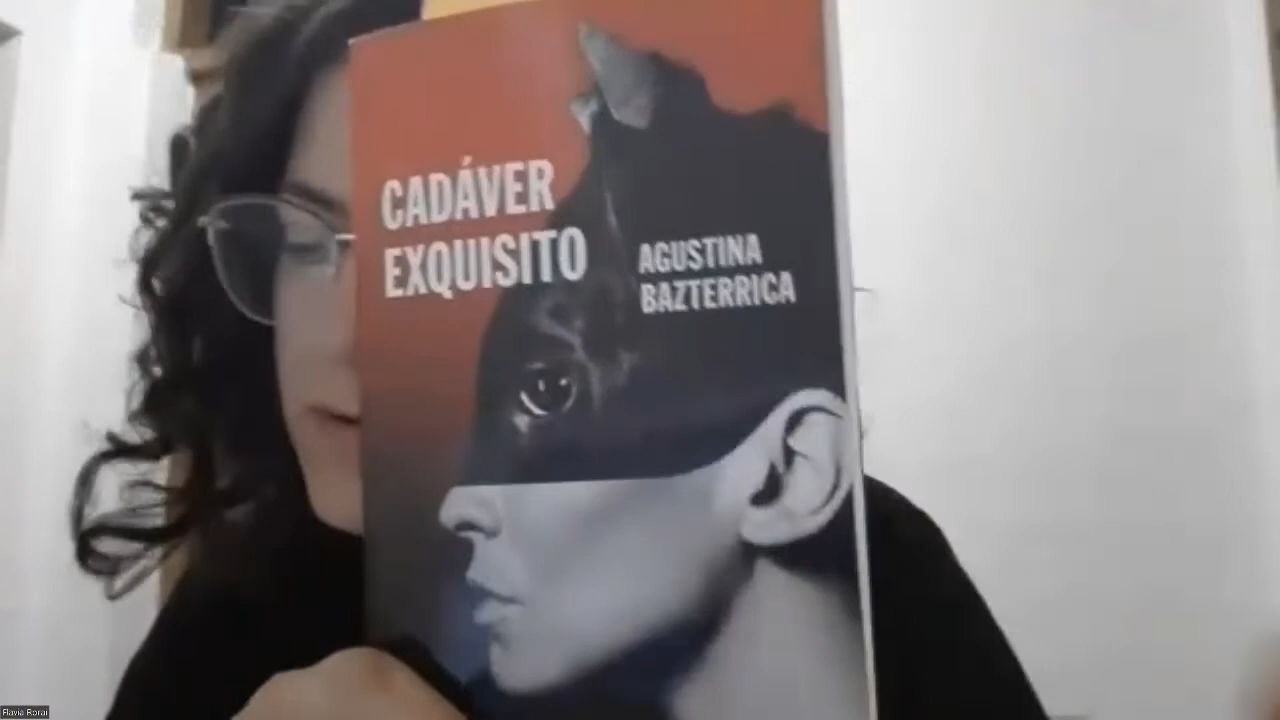 CADÁVER
EXQUISITO
AGUSTINA
BAZTERRICA
Flavia Rorai